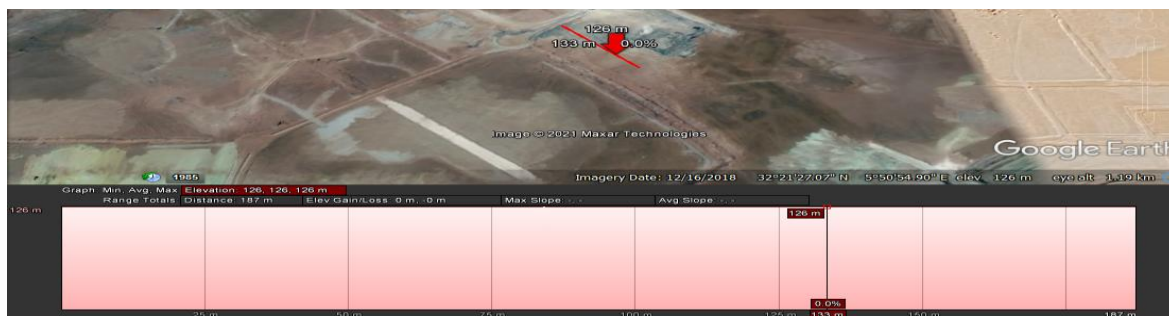 126 m
133 m 0.0%
Image © 2021 Maxar Technologies
Google Earth
1985
Imagery Date: 12/16/2018 32°21'27.07" N 5°50'54.90" E elev 126 m eye alt 1.19 km
Graph: Min, Avg, Max Elevation: 126, 126, 126 m
Range Totals: Distance: 187 m Elev Gain/Loss: 0 m, -0 m Max Slope: -, - Avg Slope: -, -
126 m
126 m
0.0%
25 m 50 m 75 m 100 m 125 m 133 m 150 m 187 m